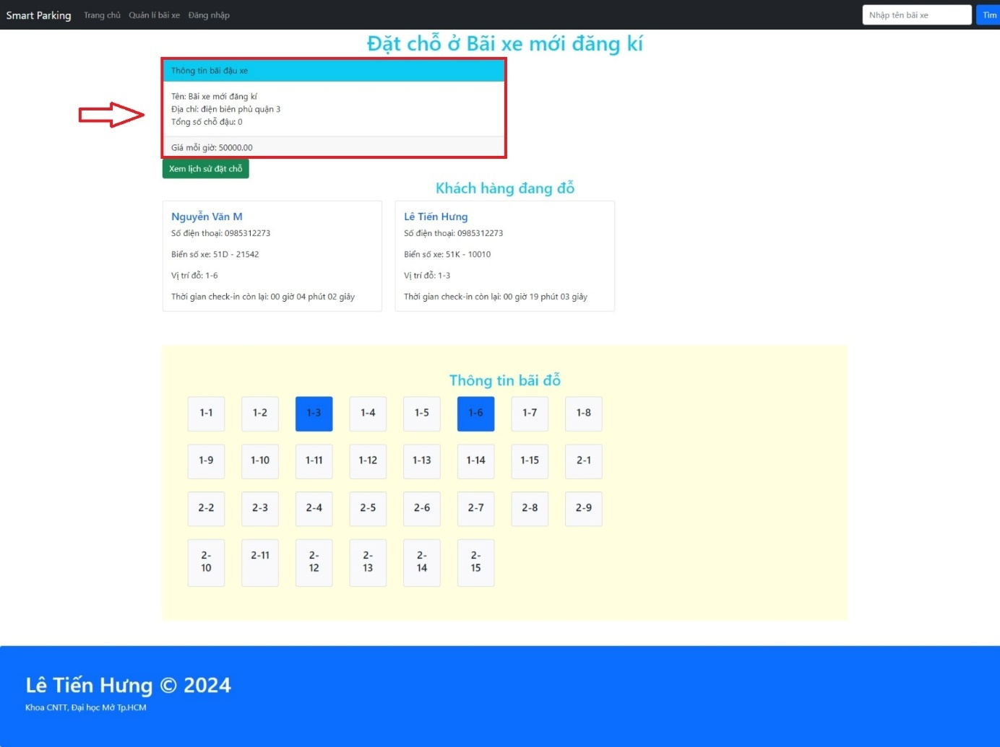 Smart Parking Trang chủ Quản lí bãi xe Đăng nhập Nhập tên bãi xe Tìm
Đặt chỗ ở Bãi xe mới đăng kí
Thông tin bãi đậu xe
Tên: Bãi xe mới đăng kí
Địa chỉ: điện biên phủ quận 3
Tổng số chỗ đậu: 0
Giá mỗi giờ: 50000.00
Xem lịch sử đặt chỗ
Khách hàng đang đỗ
Nguyễn Văn M
Số điện thoại: 0985312273
Biển số xe: 51D - 21542
Vị trí đỗ: 1-6
Thời gian check-in còn lại: 00 giờ 04 phút 02 giây
Lê Tiến Hưng
Số điện thoại: 0985312273
Biển số xe: 51K - 10010
Vị trí đỗ: 1-3
Thời gian check-in còn lại: 00 giờ 19 phút 03 giây
Thông tin bãi đỗ
1-1 1-2 1-3 1-4 1-5 1-6 1-7 1-8
1-9 1-10 1-11 1-12 1-13 1-14 1-15 2-1
2-2 2-3 2-4 2-5 2-6 2-7 2-8 2-9
2-10 2-11 2-12 2-13 2-14 2-15
Lê Tiến Hưng © 2024
Khoa CNTT, Đại học Mở Tp.HCM